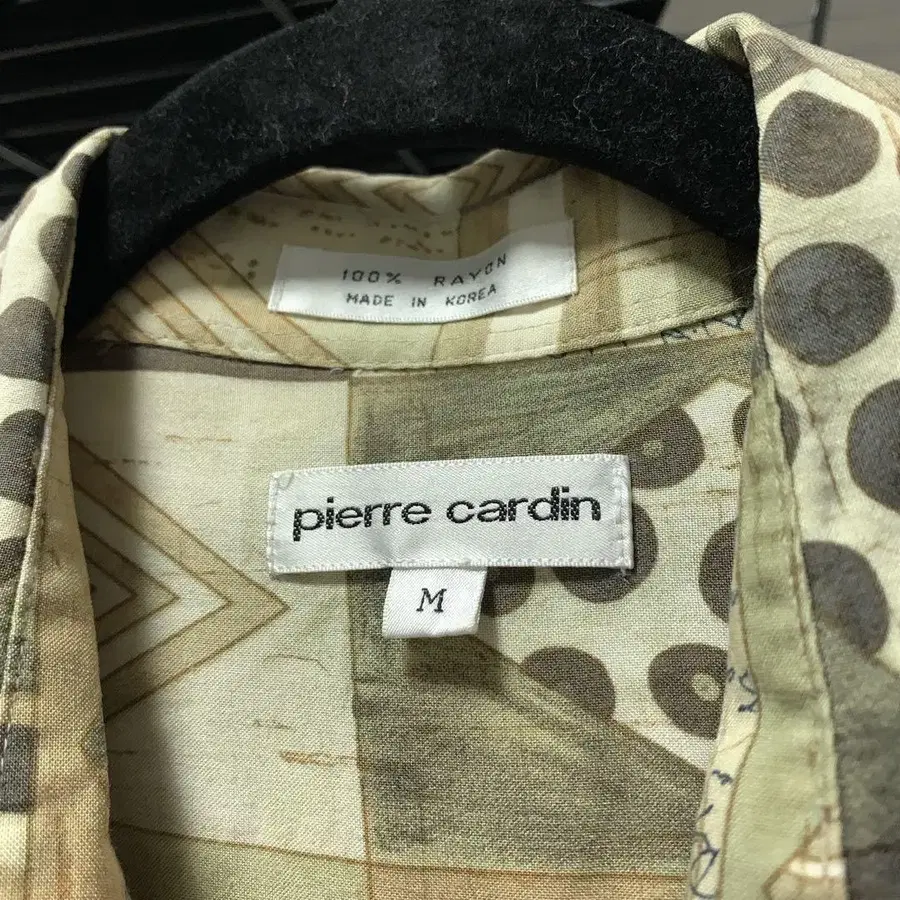 100% RAYON
MADE IN KOREA
pierre cardin
M